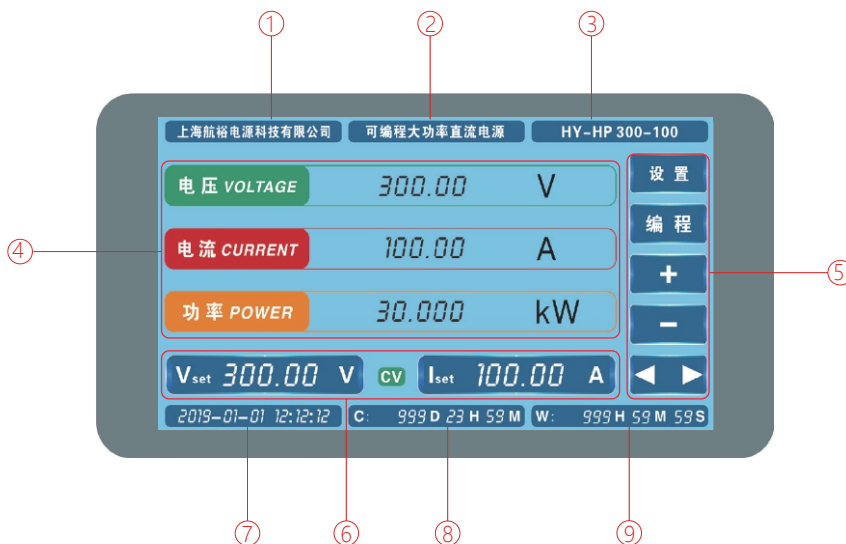 ① ② ③
上海航裕电源科技有限公司 可编程大功率直流电源 HY-HP 300-100
电压 VOLTAGE 300.00 V
设置
编程
电流 CURRENT 100.00 A
④
⑤
+
功率 POWER 30.000 kW
−
Vset 300.00 V CV Iset 100.00 A ◀ ▶
2019-01-01 12:12:12 C: 999 D 23 H 59 M W: 999 H 59 M 59 S
⑦ ⑥ ⑧ ⑨